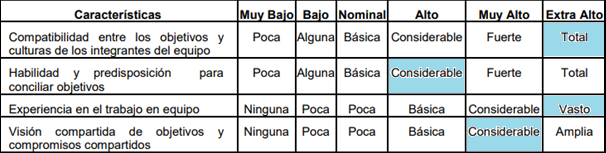 Características Muy Bajo Bajo Nominal Alto Muy Alto Extra Alto
Compatibilidad entre los objetivos y
culturas de los integrantes del equipo Poca Alguna Básica Considerable Fuerte Total
Habilidad y predisposición para
conciliar objetivos Poca Alguna Básica Considerable Fuerte Total
Experiencia en el trabajo en equipo Ninguna Poca Poca Básica Considerable Vasto
Visión compartida de objetivos y
compromisos compartidos Ninguna Poca Poca Básica Considerable Amplia